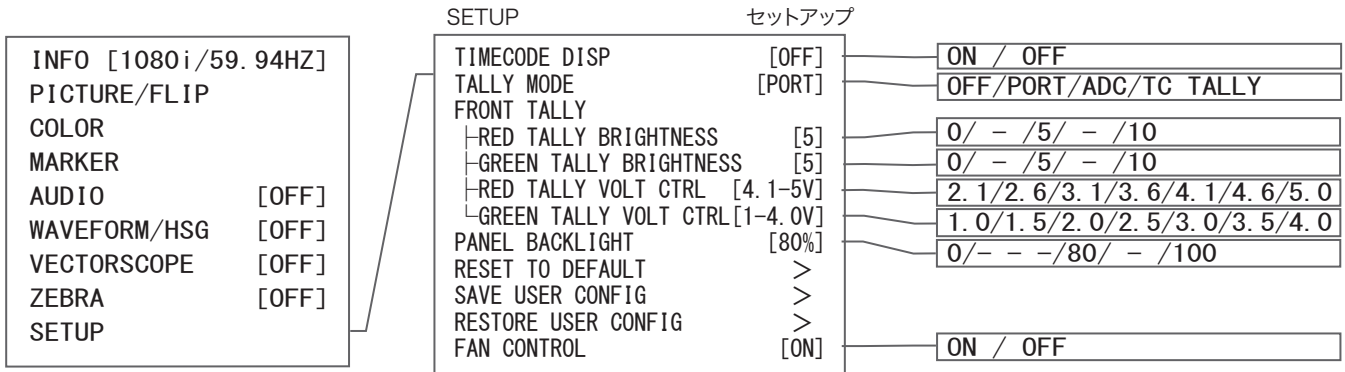 SETUP セットアップ
INFO [1080i/59.94HZ]
PICTURE/FLIP
COLOR
MARKER
AUDIO [OFF]
WAVEFORM/HSG [OFF]
VECTORSCOPE [OFF]
ZEBRA [OFF]
SETUP
TIMECODE DISP [OFF]
TALLY MODE [PORT]
FRONT TALLY
├RED TALLY BRIGHTNESS [5]
├GREEN TALLY BRIGHTNESS [5]
├RED TALLY VOLT CTRL [4.1-5V]
└GREEN TALLY VOLT CTRL[1-4.0V]
PANEL BACKLIGHT [80%]
RESET TO DEFAULT >
SAVE USER CONFIG >
RESTORE USER CONFIG >
FAN CONTROL [ON]
ON / OFF
OFF/PORT/ADC/TC TALLY
0/ - /5/ - /10
0/ - /5/ - /10
2.1/2.6/3.1/3.6/4.1/4.6/5.0
1.0/1.5/2.0/2.5/3.0/3.5/4.0
0/- - -/80/ - /100
ON / OFF